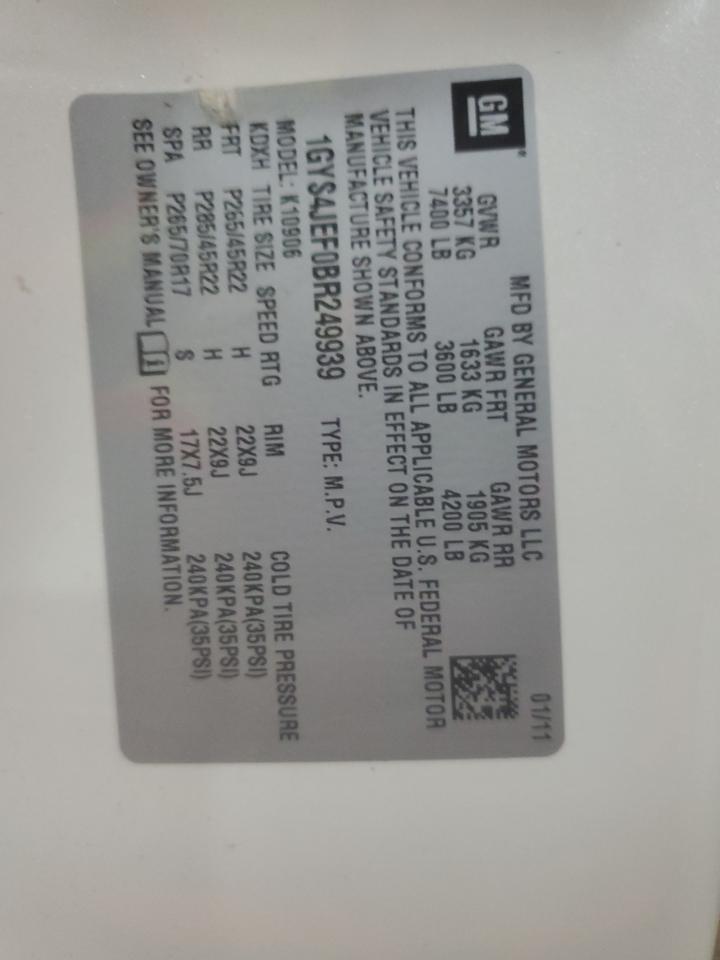 GM
MFD BY GENERAL MOTORS LLC 01/11
GVWR GAWR FRT GAWR RR
3357 KG 1633 KG 1905 KG
7400 LB 3600 LB 4200 LB
THIS VEHICLE CONFORMS TO ALL APPLICABLE U.S. FEDERAL MOTOR
VEHICLE SAFETY STANDARDS IN EFFECT ON THE DATE OF
MANUFACTURE SHOWN ABOVE.
1GYS4JEF0BR249939 TYPE: M.P.V.
MODEL: K10906
KDXH TIRE SIZE SPEED RTG RIM COLD TIRE PRESSURE
FRT P265/45R22 H 22X9J 240KPA(35PSI)
RR P285/45R22 H 22X9J 240KPA(35PSI)
SPA P265/70R17 S 17X7.5J 240KPA(35PSI)
SEE OWNER'S MANUAL i FOR MORE INFORMATION.